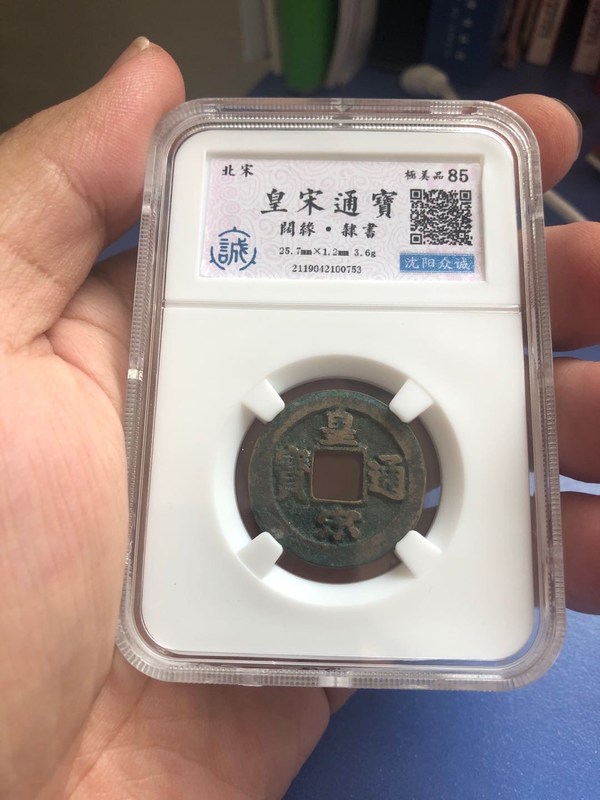 北宋
極美品 85
皇宋通寶
闊緣·隸書
25.7mm×1.2mm 3.6g
2119042100753
誠
沈阳众诚
皇宋通寶